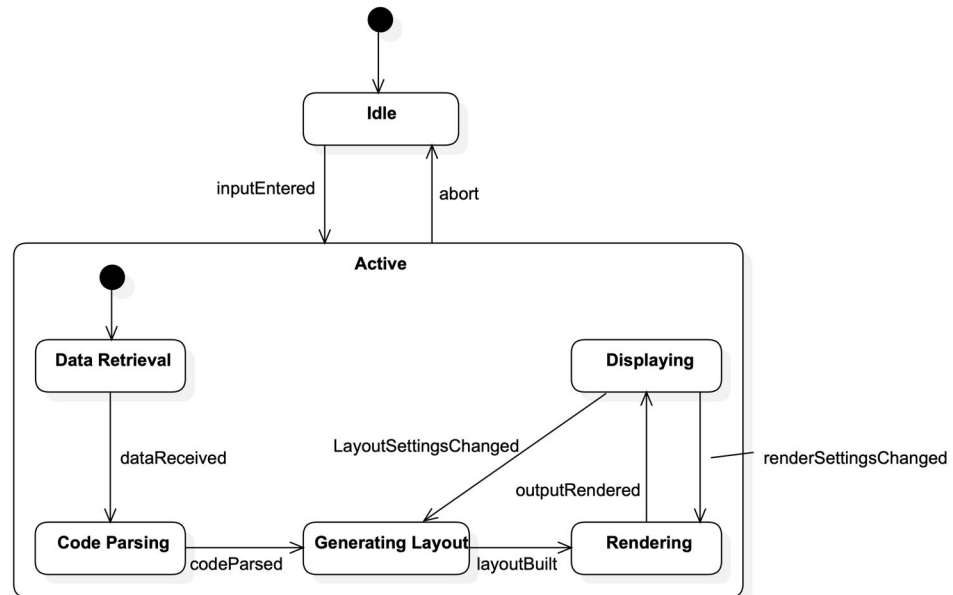 Idle
inputEntered
abort
Active
Data Retrieval
Displaying
LayoutSettingsChanged
dataReceived
renderSettingsChanged
outputRendered
Code Parsing
Generating Layout
Rendering
codeParsed
layoutBuilt